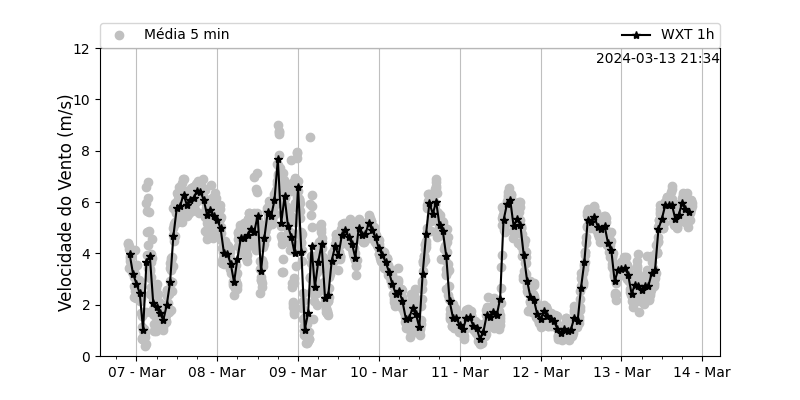 Média 5 min
WXT 1h
2024-03-13 21:34
Velocidade do Vento (m/s)
12
10
8
6
4
2
0
07 - Mar
08 - Mar
09 - Mar
10 - Mar
11 - Mar
12 - Mar
13 - Mar
14 - Mar